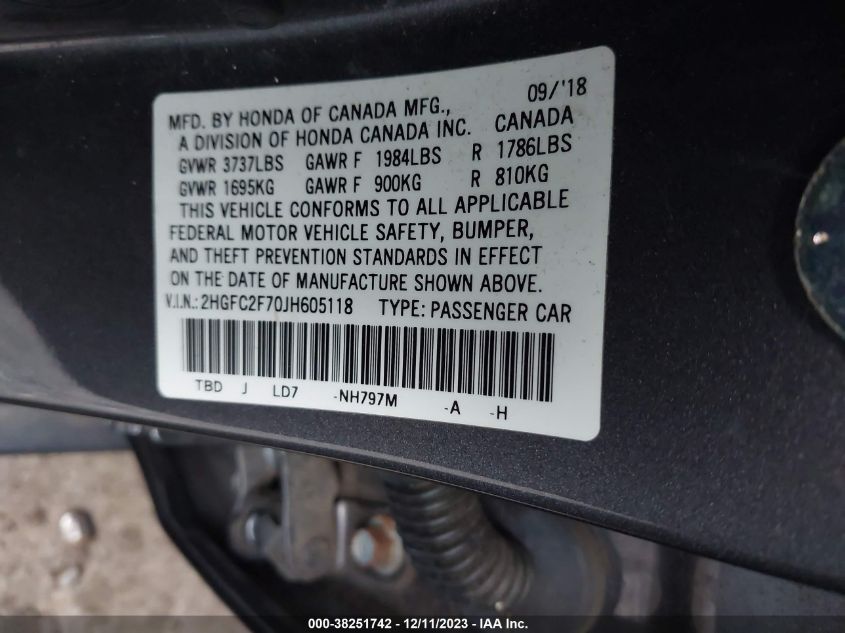 09/'18
MFD. BY HONDA OF CANADA MFG.,
A DIVISION OF HONDA CANADA INC. CANADA
GVWR 3737LBS GAWR F 1984LBS R 1786LBS
GVWR 1695KG GAWR F 900KG R 810KG
THIS VEHICLE CONFORMS TO ALL APPLICABLE
FEDERAL MOTOR VEHICLE SAFETY, BUMPER,
AND THEFT PREVENTION STANDARDS IN EFFECT
ON THE DATE OF MANUFACTURE SHOWN ABOVE.
V.I.N.:2HGFC2F70JH605118 TYPE: PASSENGER CAR
TBD J LD7 -NH797M -A -H
000-38251742 - 12/11/2023 - IAA Inc.